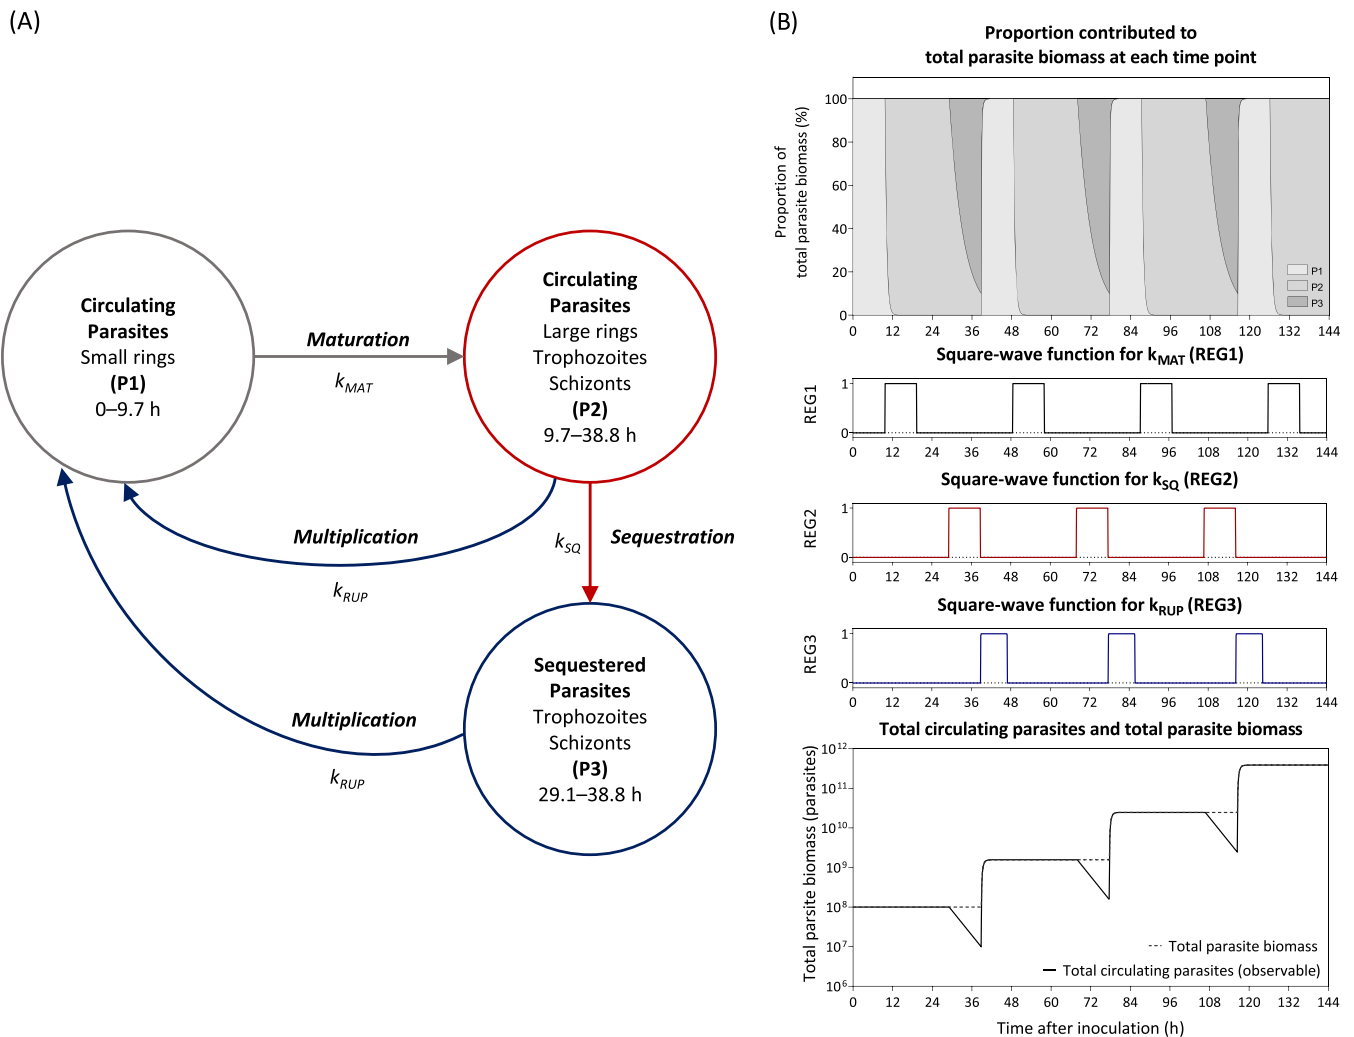 (A)
Circulating
Parasites
Small rings
(P1)
0–9.7 h
Maturation
kMAT
Circulating
Parasites
Large rings
Trophozoites
Schizonts
(P2)
9.7–38.8 h
Multiplication
kRUP
kSQ
Sequestration
Sequestered
Parasites
Trophozoites
Schizonts
(P3)
29.1–38.8 h
Multiplication
kRUP
(B)
Proportion contributed to
total parasite biomass at each time point
Proportion of
total parasite biomass (%)
100
80
60
40
20
0
P1
P2
P3
0 12 24 36 48 60 72 84 96 108 120 132 144
Square-wave function for kMAT (REG1)
REG1
1
0
0 12 24 36 48 60 72 84 96 108 120 132 144
Square-wave function for kSQ (REG2)
REG2
1
0
0 12 24 36 48 60 72 84 96 108 120 132 144
Square-wave function for kRUP (REG3)
REG3
1
0
0 12 24 36 48 60 72 84 96 108 120 132 144
Total circulating parasites and total parasite biomass
Total parsite biomass (parasites)
10¹²
10¹¹
10¹⁰
10⁹
10⁸
10⁷
10⁶
Total parasite biomass
Total circulating parasites (observable)
0 12 24 36 48 60 72 84 96 108 120 132 144
Time after inoculation (h)